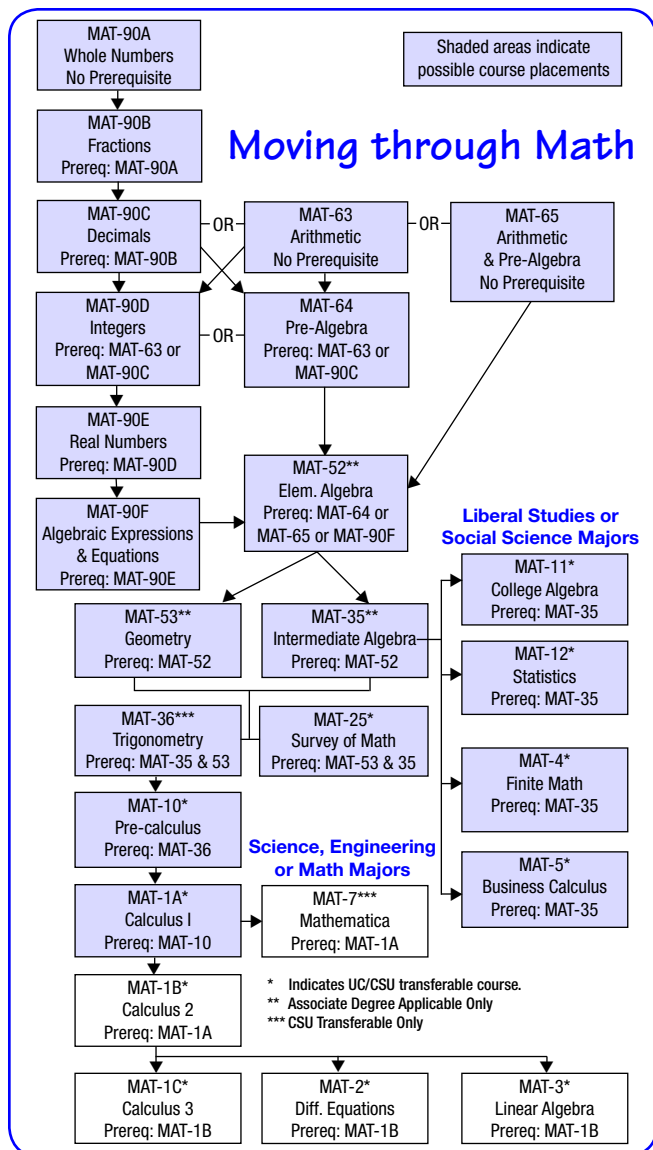 MAT-90A
Whole Numbers
No Prerequisite
Shaded areas indicate
possible course placements
Moving through Math
MAT-90B
Fractions
Prereq: MAT-90A
MAT-90C
Decimals
Prereq: MAT-90B
OR
MAT-63
Arithmetic
No Prerequisite
OR
MAT-65
Arithmetic
& Pre-Algebra
No Prerequisite
MAT-90D
Integers
Prereq: MAT-63 or
MAT-90C
OR
MAT-64
Pre-Algebra
Prereq: MAT-63 or
MAT-90C
MAT-90E
Real Numbers
Prereq: MAT-90D
MAT-90F
Algebraic Expressions
& Equations
Prereq: MAT-90E
MAT-52**
Elem. Algebra
Prereq: MAT-64 or
MAT-65 or MAT-90F
Liberal Studies or
Social Science Majors
MAT-11*
College Algebra
Prereq: MAT-35
MAT-53**
Geometry
Prereq: MAT-52
MAT-35**
Intermediate Algebra
Prereq: MAT-52
MAT-12*
Statistics
Prereq: MAT-35
MAT-36***
Trigonometry
Prereq: MAT-35 & 53
MAT-25*
Survey of Math
Prereq: MAT-53 & 35
MAT-4*
Finite Math
Prereq: MAT-35
MAT-10*
Pre-calculus
Prereq: MAT-36
Science, Engineering
or Math Majors
MAT-5*
Business Calculus
Prereq: MAT-35
MAT-1A*
Calculus I
Prereq: MAT-10
MAT-7***
Mathematica
Prereq: MAT-1A
MAT-1B*
Calculus 2
Prereq: MAT-1A
* Indicates UC/CSU transferable course.
** Associate Degree Applicable Only
*** CSU Transferable Only
MAT-1C*
Calculus 3
Prereq: MAT-1B
MAT-2*
Diff. Equations
Prereq: MAT-1B
MAT-3*
Linear Algebra
Prereq: MAT-1B